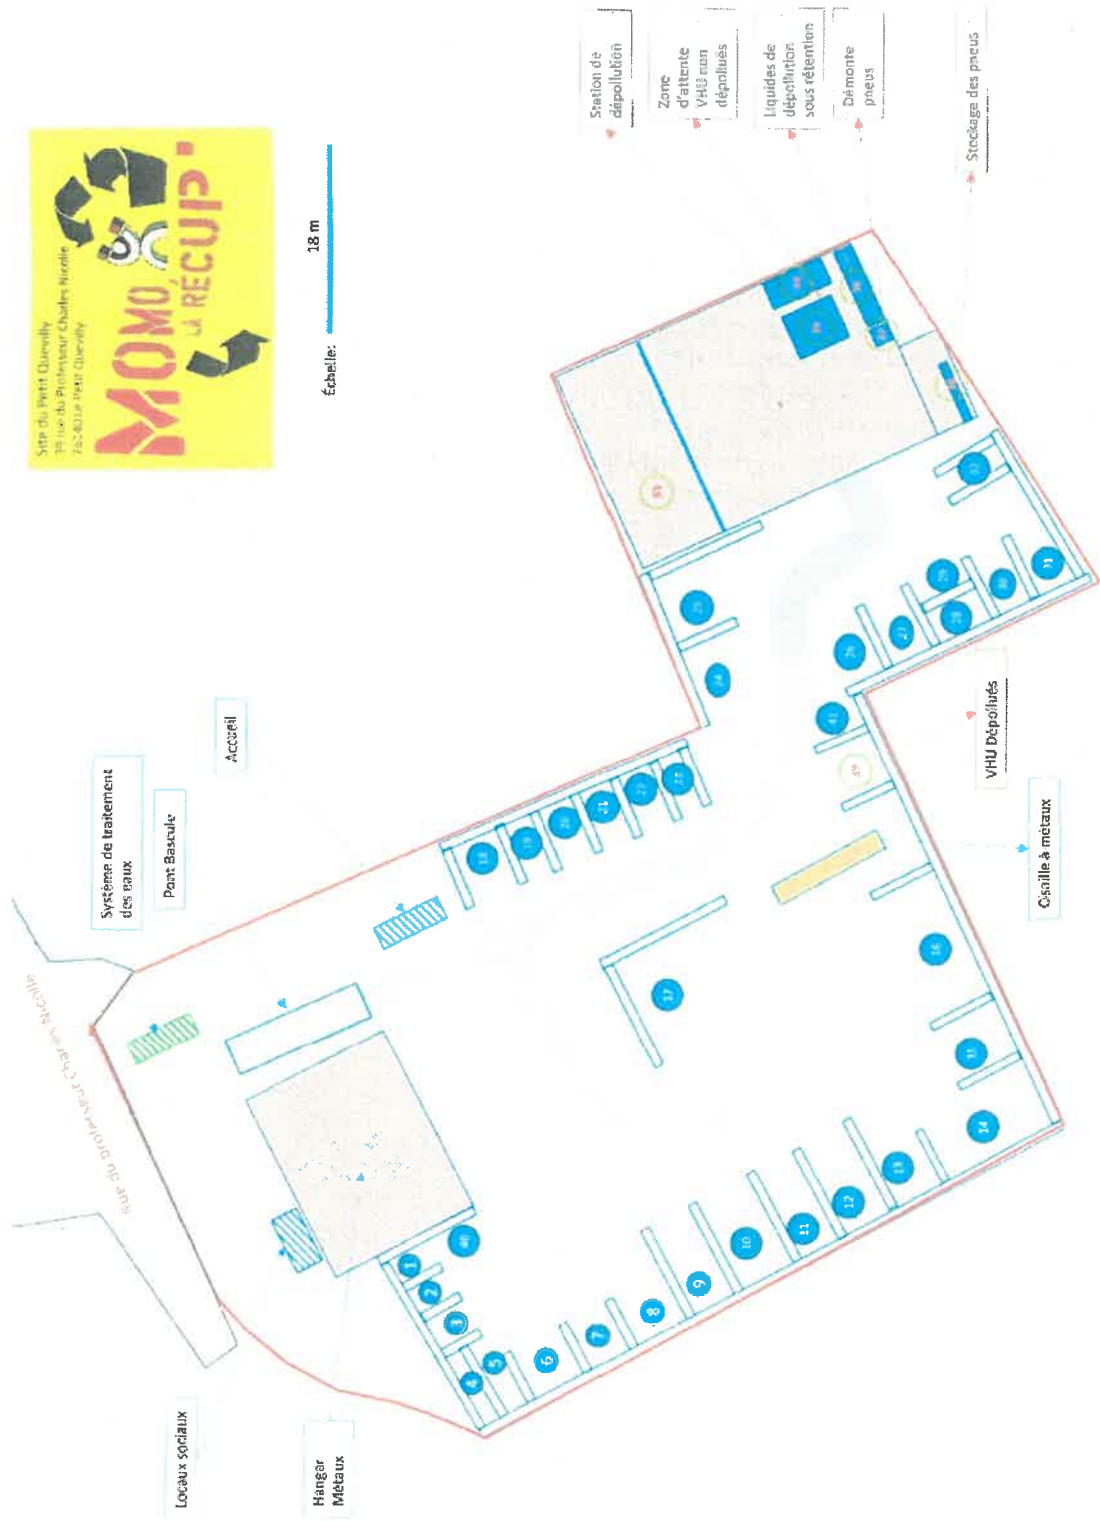 Site du Petit Quevilly
39 rue du Professeur Charles Nicolle
76140 Le Petit Quevilly
MOMO
LA RÉCUP'
Échelle:
18 m
Station de
dépollution
Zone
d'attente
VHU non
dépollués
Liquides de
dépollution
sous rétention
Démonte
pneus
Stockage des pneus
Système de traitement
des eaux
Pont Bascule
Accueil
Rue du professeur Charles Nicolle
Locaux sociaux
Hangar
Métaux
VHU Dépollués
Cisaille à métaux
1
2
3
4
5
6
7
8
9
10
11
12
13
14
16
17
18
19
20
21
22
24
25
26
27
28
29
30
31
32
40
41